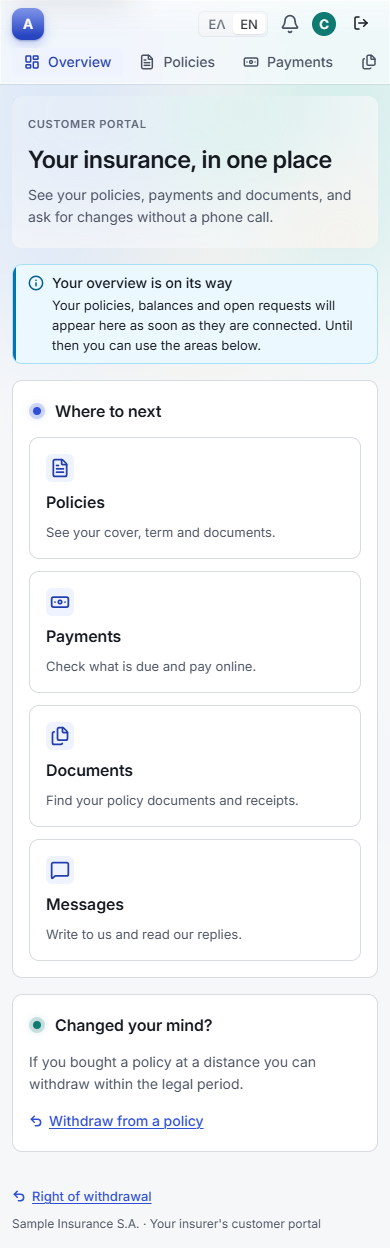 A
ΕΛ EN
C
Overview Policies Payments
CUSTOMER PORTAL
Your insurance, in one place
See your policies, payments and documents, and
ask for changes without a phone call.
Your overview is on its way
Your policies, balances and open requests will
appear here as soon as they are connected. Until
then you can use the areas below.
Where to next
Policies
See your cover, term and documents.
Payments
Check what is due and pay online.
Documents
Find your policy documents and receipts.
Messages
Write to us and read our replies.
Changed your mind?
If you bought a policy at a distance you can
withdraw within the legal period.
Withdraw from a policy
Right of withdrawal
Sample Insurance S.A. · Your insurer's customer portal